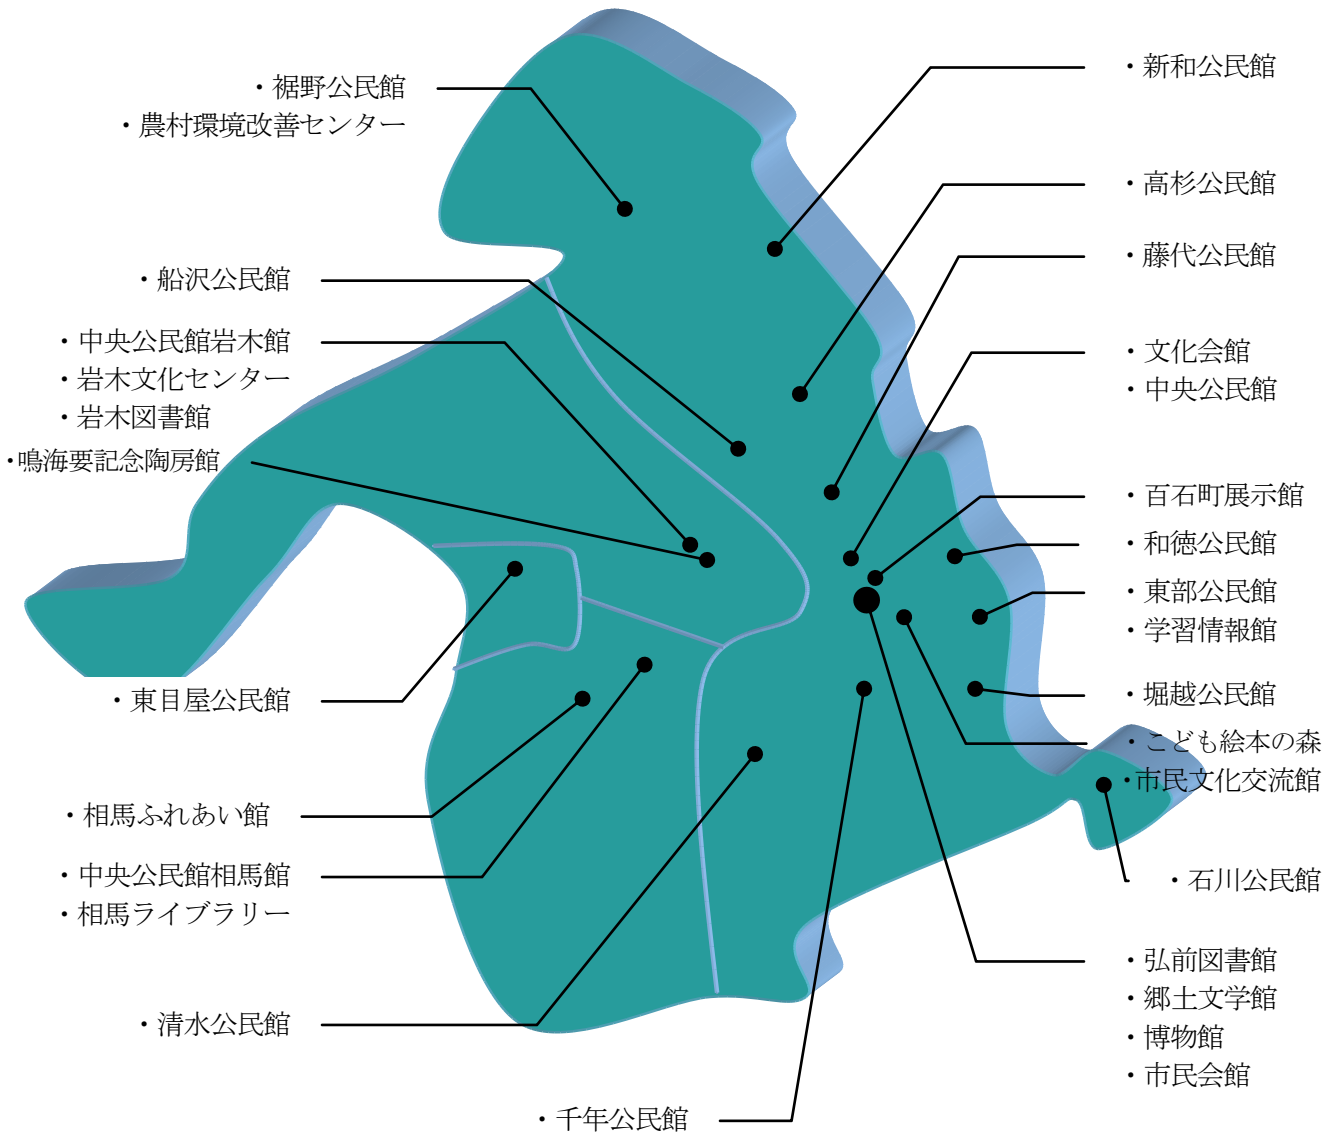 ・裾野公民館
・農村環境改善センター
・船沢公民館
・中央公民館岩木館
・岩木文化センター
・岩木図書館
・鳴海要記念陶房館
・東目屋公民館
・相馬ふれあい館
・中央公民館相馬館
・相馬ライブラリー
・清水公民館
・千年公民館
・新和公民館
・高杉公民館
・藤代公民館
・文化会館
・中央公民館
・百石町展示館
・和徳公民館
・東部公民館
・学習情報館
・堀越公民館
・こども絵本の森
・市民文化交流館
・石川公民館
・弘前図書館
・郷土文学館
・博物館
・市民会館